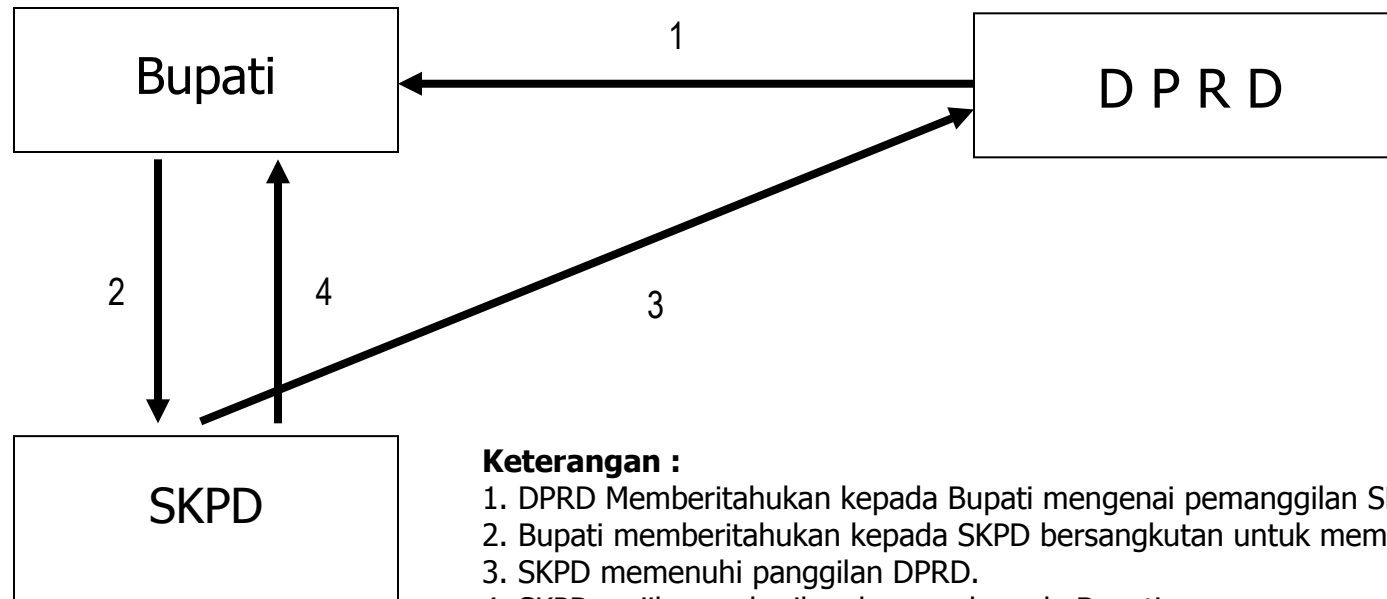 Bupati
1
D P R D
2
4
3
SKPD
Keterangan :
1. DPRD Memberitahukan kepada Bupati mengenai pemanggilan
2. Bupati memberitahukan kepada SKPD bersangkutan untuk
3. SKPD memenuhi panggilan DPRD.